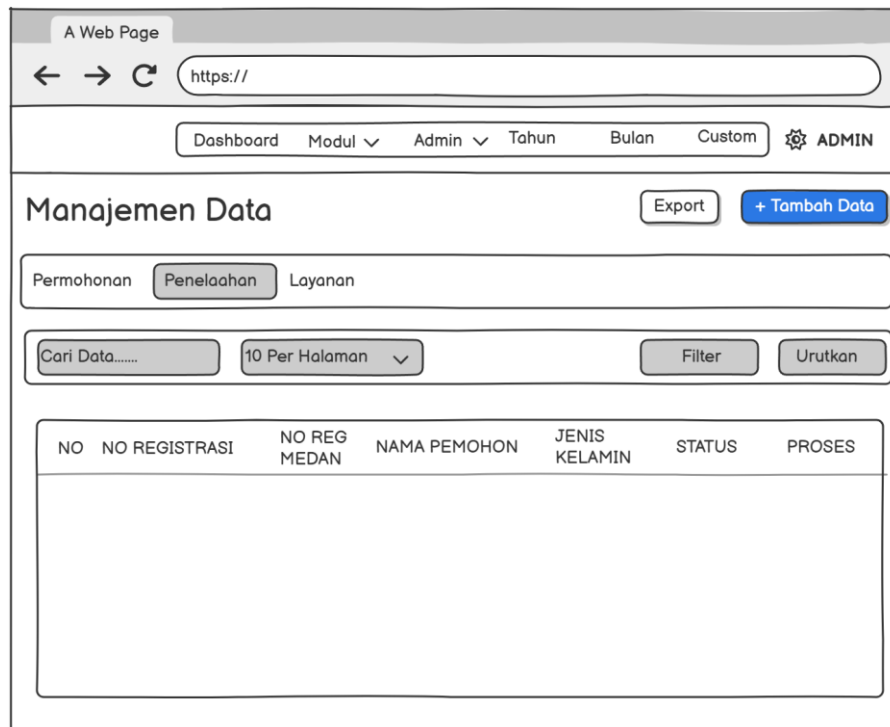 A Web Page
https://
Dashboard Modul Admin Tahun Bulan Custom ADMIN
Manajemen Data Export + Tambah Data
Permohonan Penelaahan Layanan
Cari Data....... 10 Per Halaman Filter Urutkan
NO NO REGISTRASI NO REG MEDAN NAMA PEMOHON JENIS KELAMIN STATUS PROSES